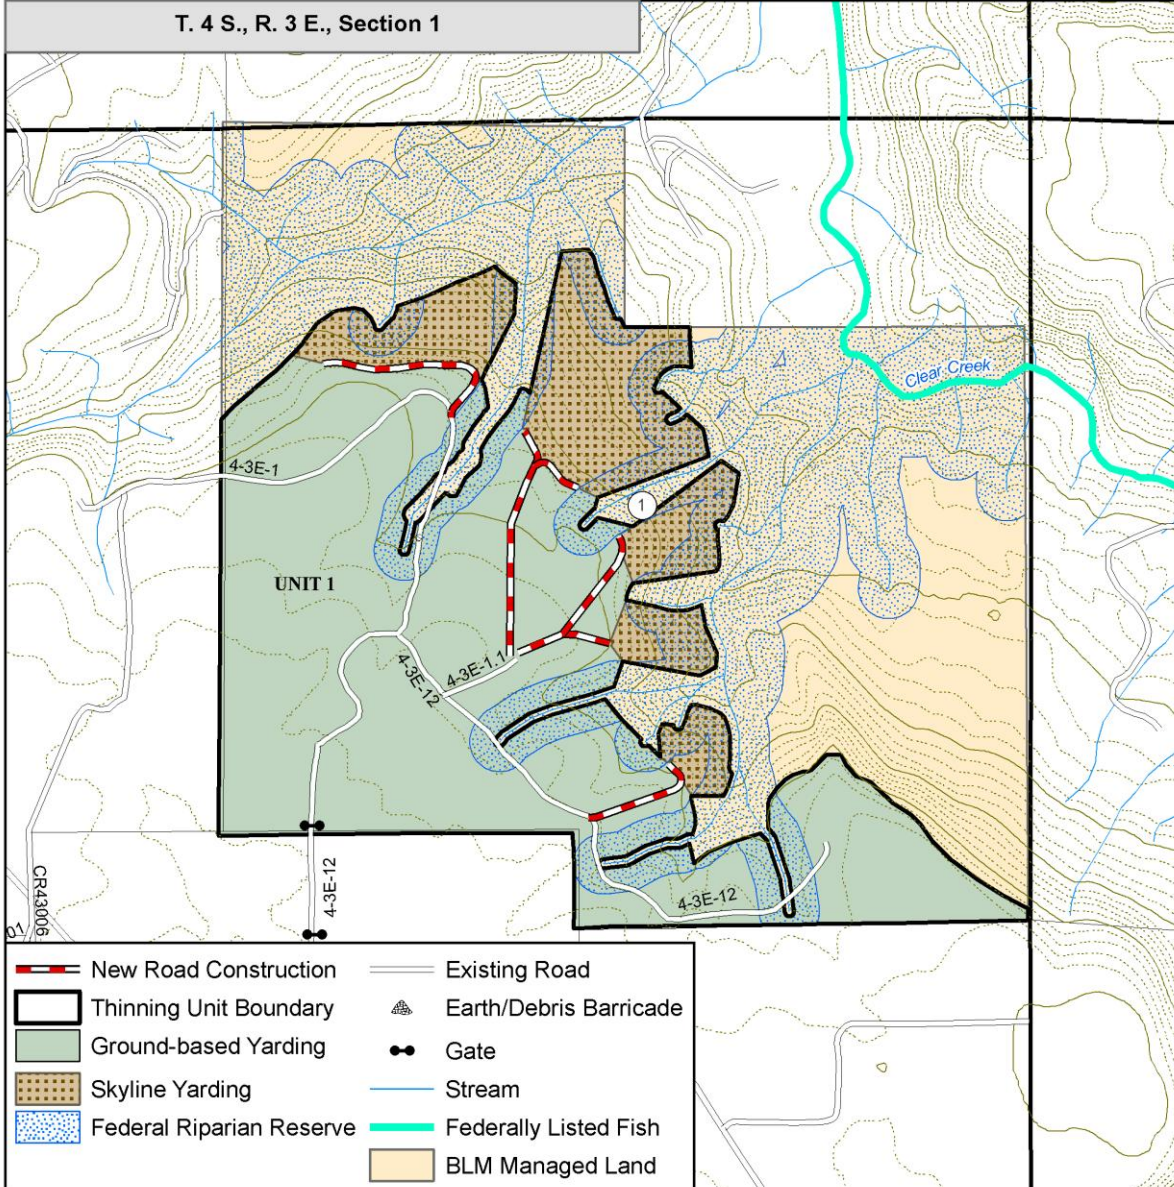 T. 4 S., R. 3 E., Section 1
Clear Creek
4-3E-1
1
UNIT 1
4-3E-1.1
4-3E-12
4-3E-12
4-3E-12
CR43006
01
New Road Construction
Thinning Unit Boundary
Ground-based Yarding
Skyline Yarding
Federal Riparian Reserve
Existing Road
Earth/Debris Barricade
Gate
Stream
Federally Listed Fish
BLM Managed Land